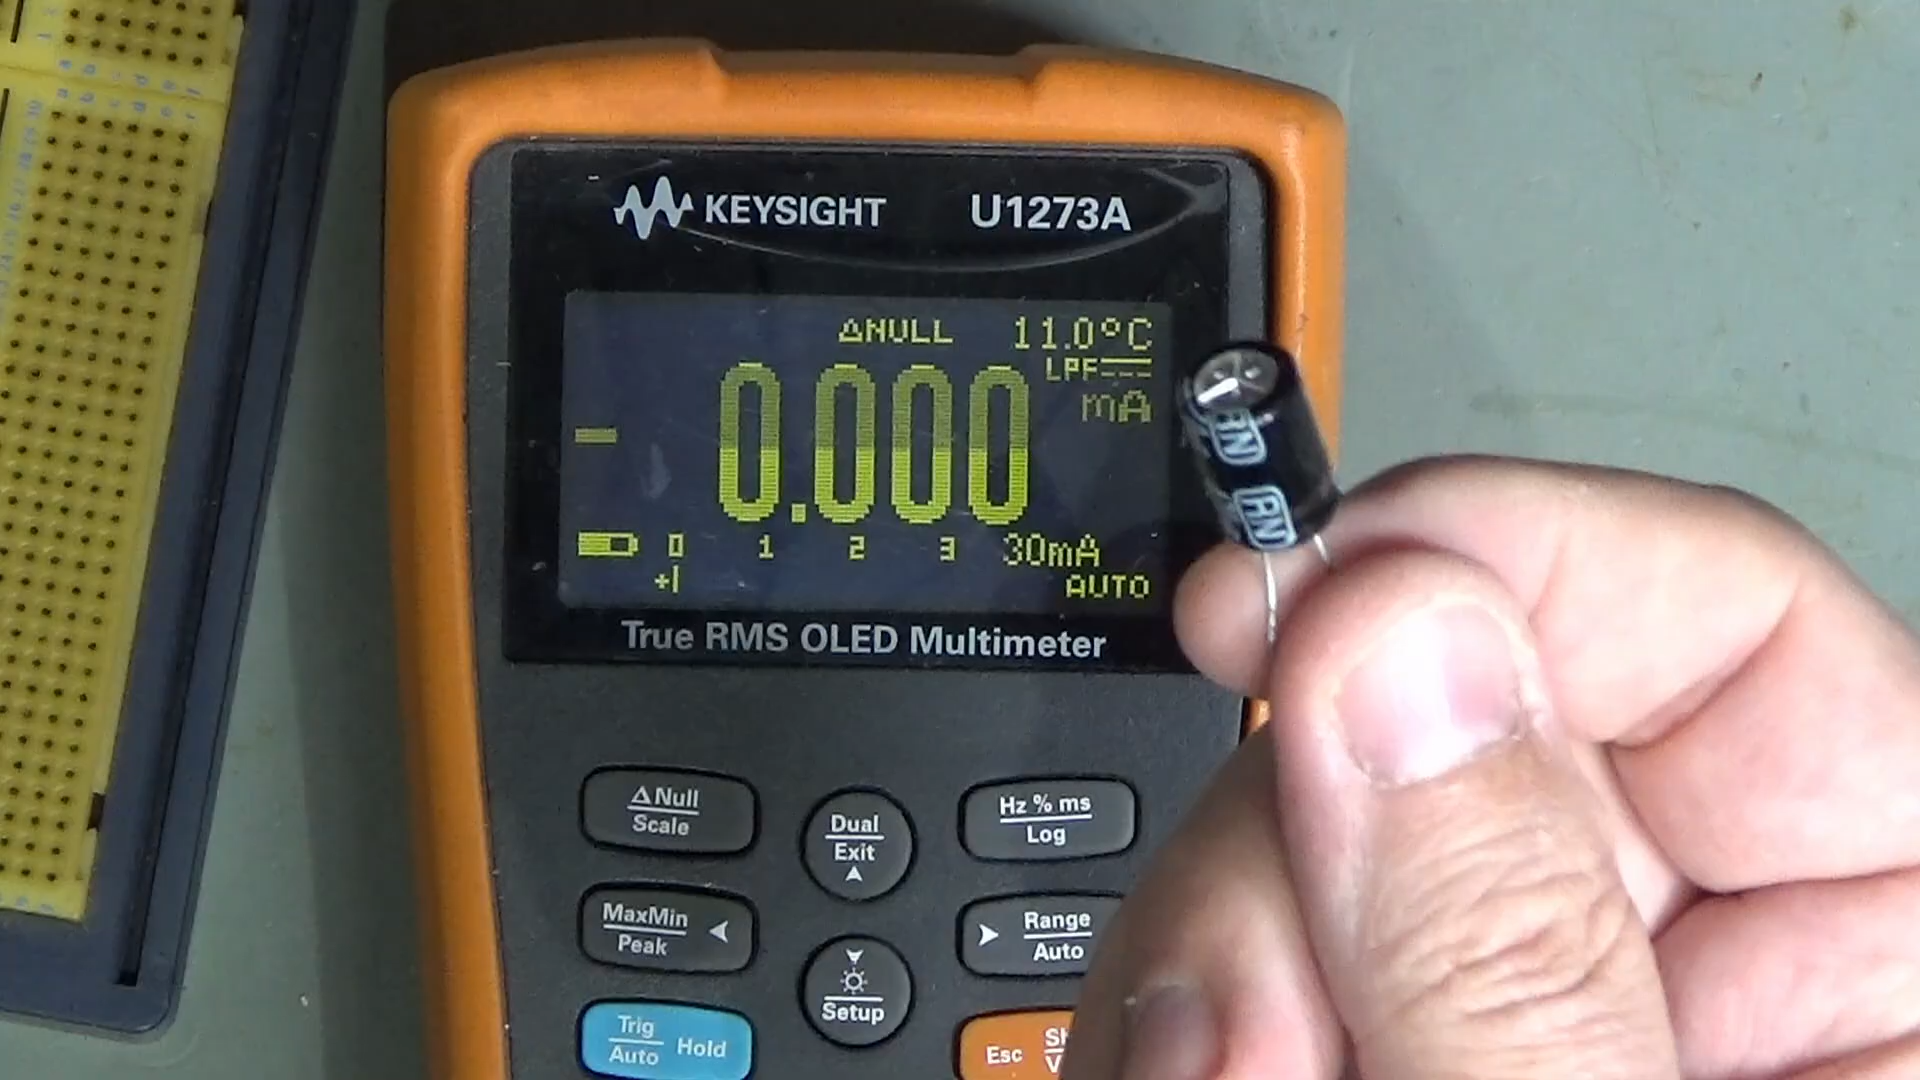 KEYSIGHT U1273A
ΔNULL 11.0°C
LPF
mA
- 0.000
0 1 2 3 30mA
+
AUTO
True RMS OLED Multimeter
ΔNull
Scale
Dual
Exit
Hz % ms
Log
MaxMin
Peak
Range
Auto
Setup
Trig
Auto
Hold
Esc